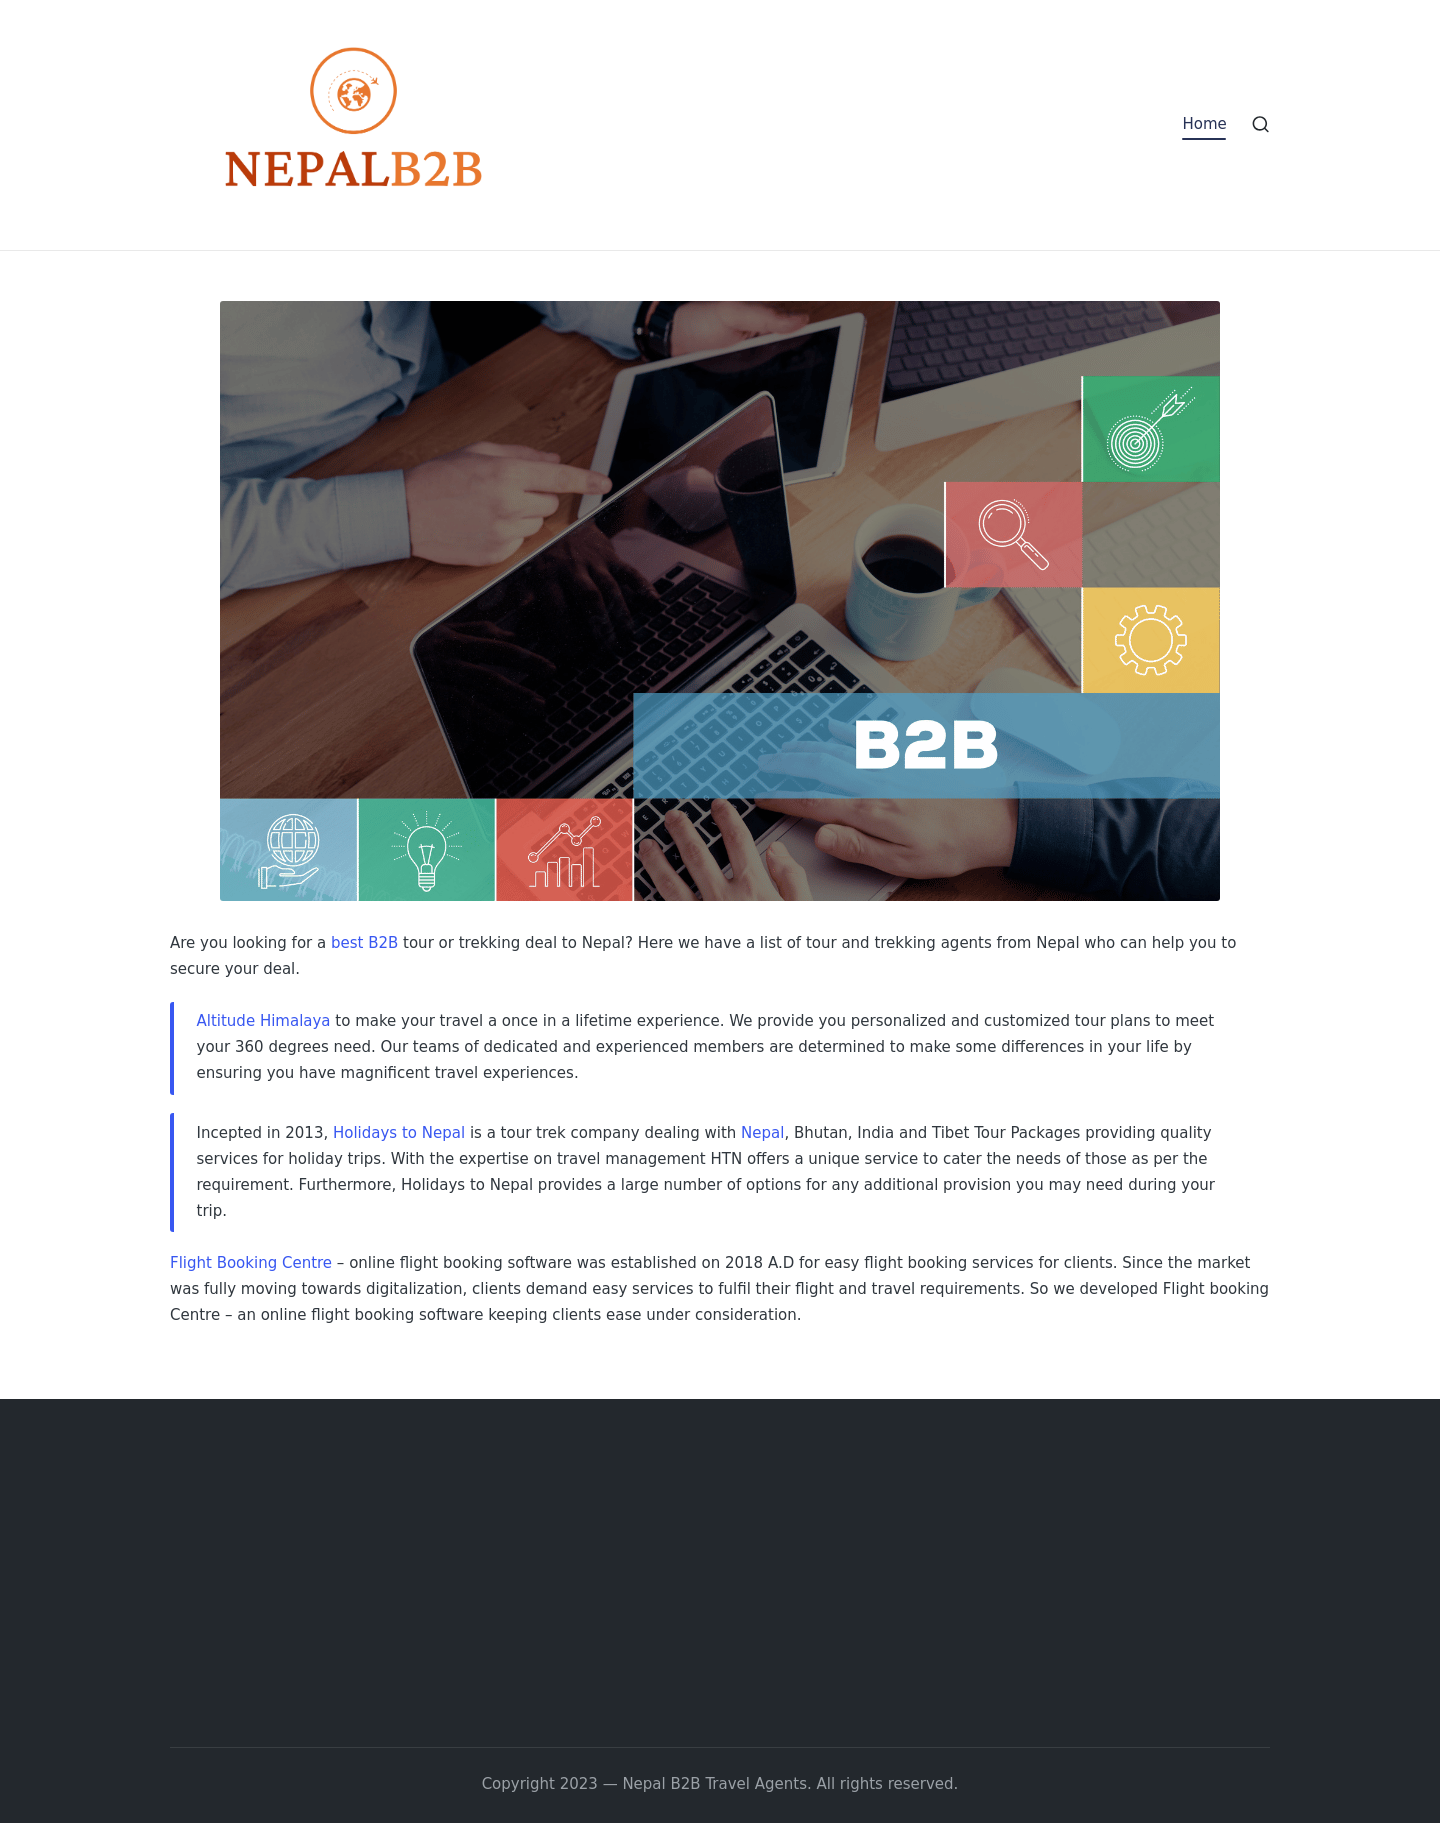 NEPALB2B
Home
B2B
Are you looking for a best B2B tour or trekking deal to Nepal? Here we have a list of tour and trekking agents from Nepal who can help you to
secure your deal.
Altitude Himalaya to make your travel a once in a lifetime experience. We provide you personalized and customized tour plans to meet
your 360 degrees need. Our teams of dedicated and experienced members are determined to make some differences in your life by
ensuring you have magnificent travel experiences.
Incepted in 2013, Holidays to Nepal is a tour trek company dealing with Nepal, Bhutan, India and Tibet Tour Packages providing quality
services for holiday trips. With the expertise on travel management HTN offers a unique service to cater the needs of those as per the
requirement. Furthermore, Holidays to Nepal provides a large number of options for any additional provision you may need during your
trip.
Flight Booking Centre – online flight booking software was established on 2018 A.D for easy flight booking services for clients. Since the market
was fully moving towards digitalization, clients demand easy services to fulfil their flight and travel requirements. So we developed Flight booking
Centre – an online flight booking software keeping clients ease under consideration.
Copyright 2023 — Nepal B2B Travel Agents. All rights reserved.